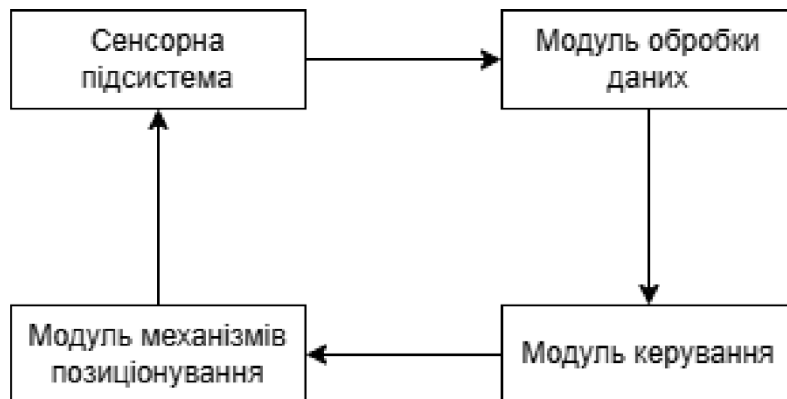 Сенсорна
підсистема
Модуль обробки
даних
Модуль механізмів
позиціонування
Модуль керування